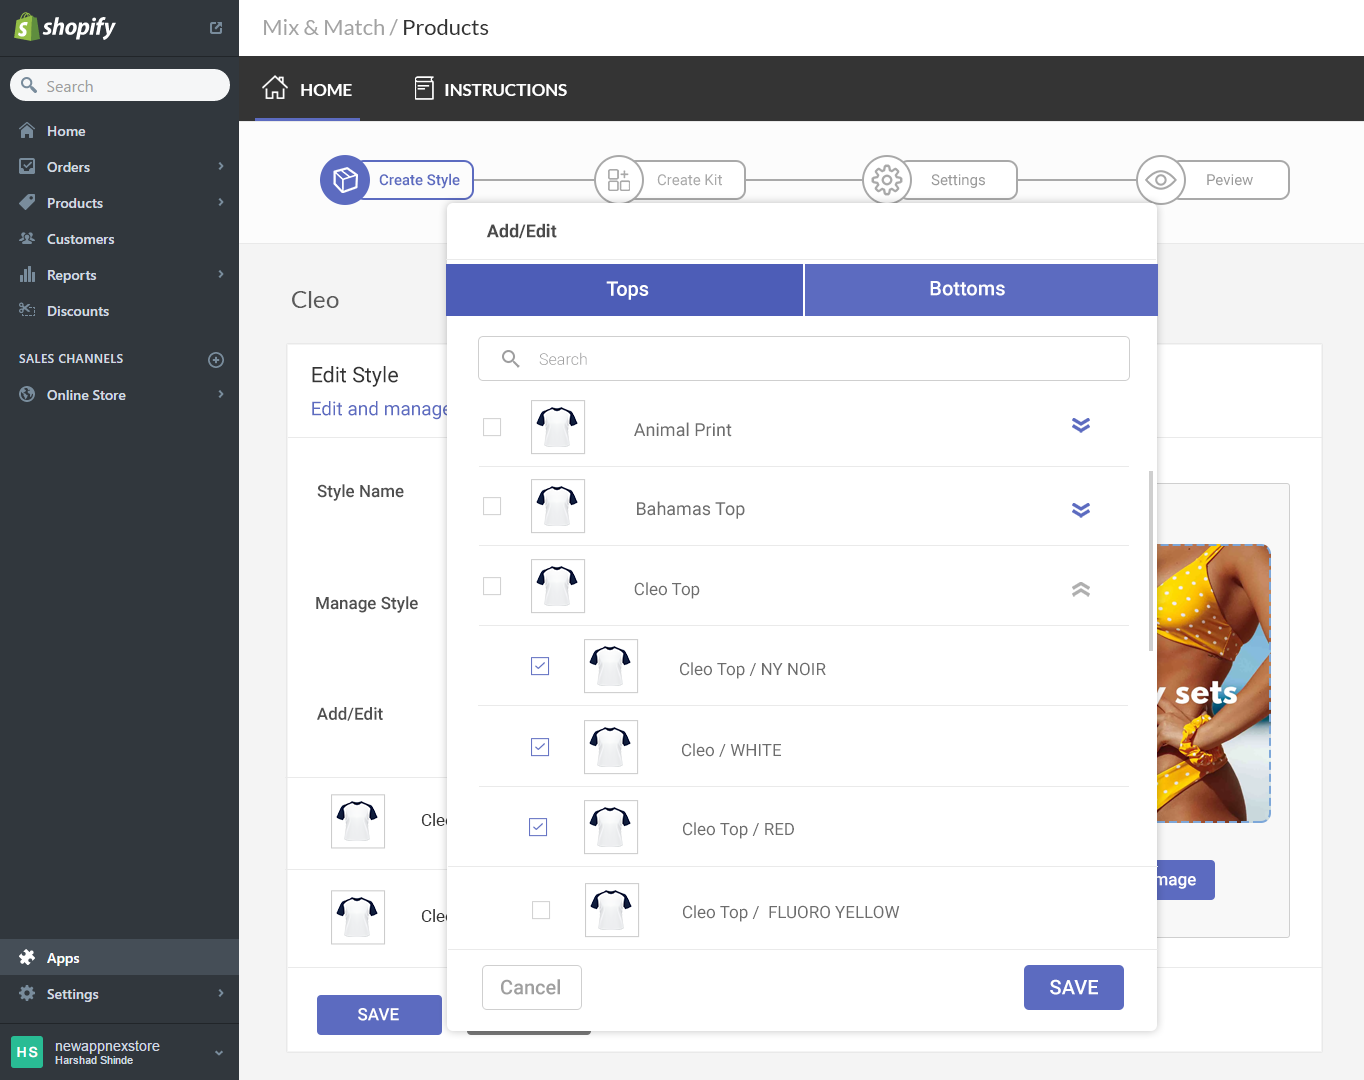 shopify
Search
Home
Orders
Products
Customers
Reports
Discounts
SALES CHANNELS
Online Store
Apps
Settings
HS
newappnexstore
Harshad Shinde
Mix & Match / Products
HOME
INSTRUCTIONS
Create Style
Create Kit
Settings
Peview
Cleo
Edit Style
Edit and manage
Style Name
Manage Style
Add/Edit
Cleo
Cleo
SAVE
Add/Edit
Tops
Bottoms
Search
Animal Print
Bahamas Top
Cleo Top
Cleo Top / NY NOIR
Cleo / WHITE
Cleo Top / RED
Cleo Top / FLUORO YELLOW
Cancel
SAVE
y sets
mage